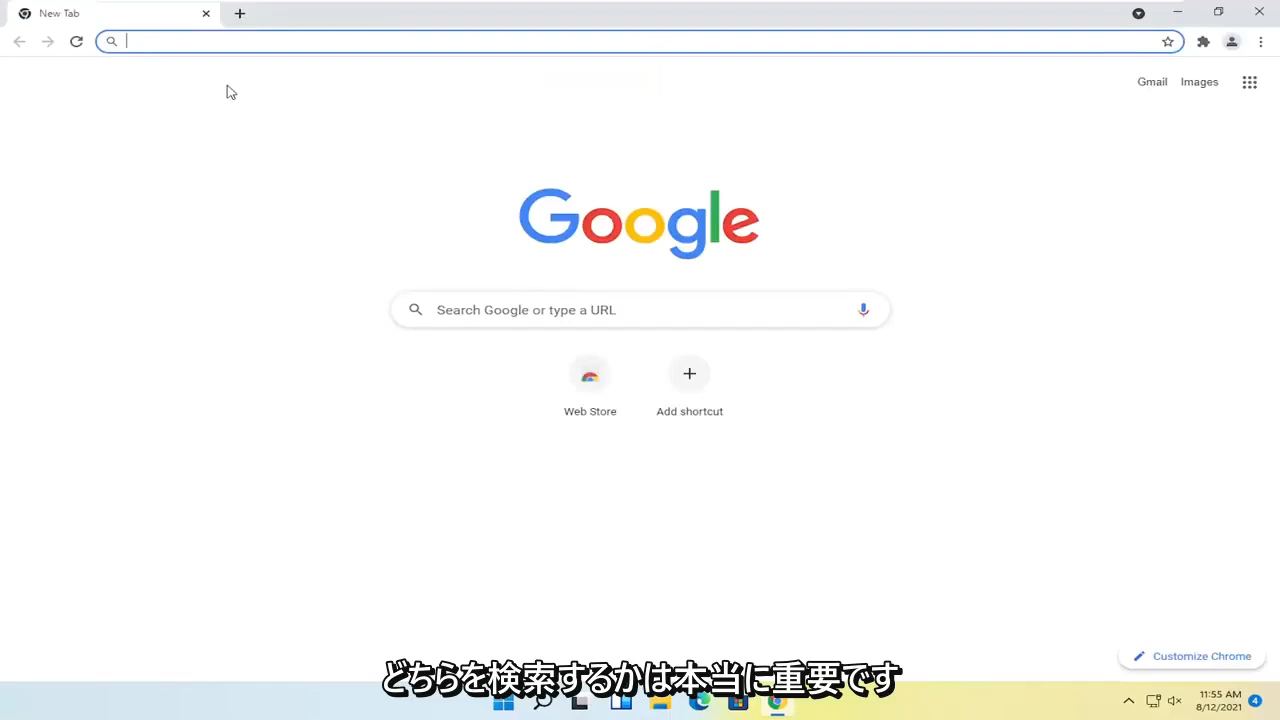 New Tab
Gmail Images
Google
Search Google or type a URL
Web Store Add shortcut
Customize Chrome
どちらを検索するかは本当に重要です
11:55 AM
8/12/2021
4